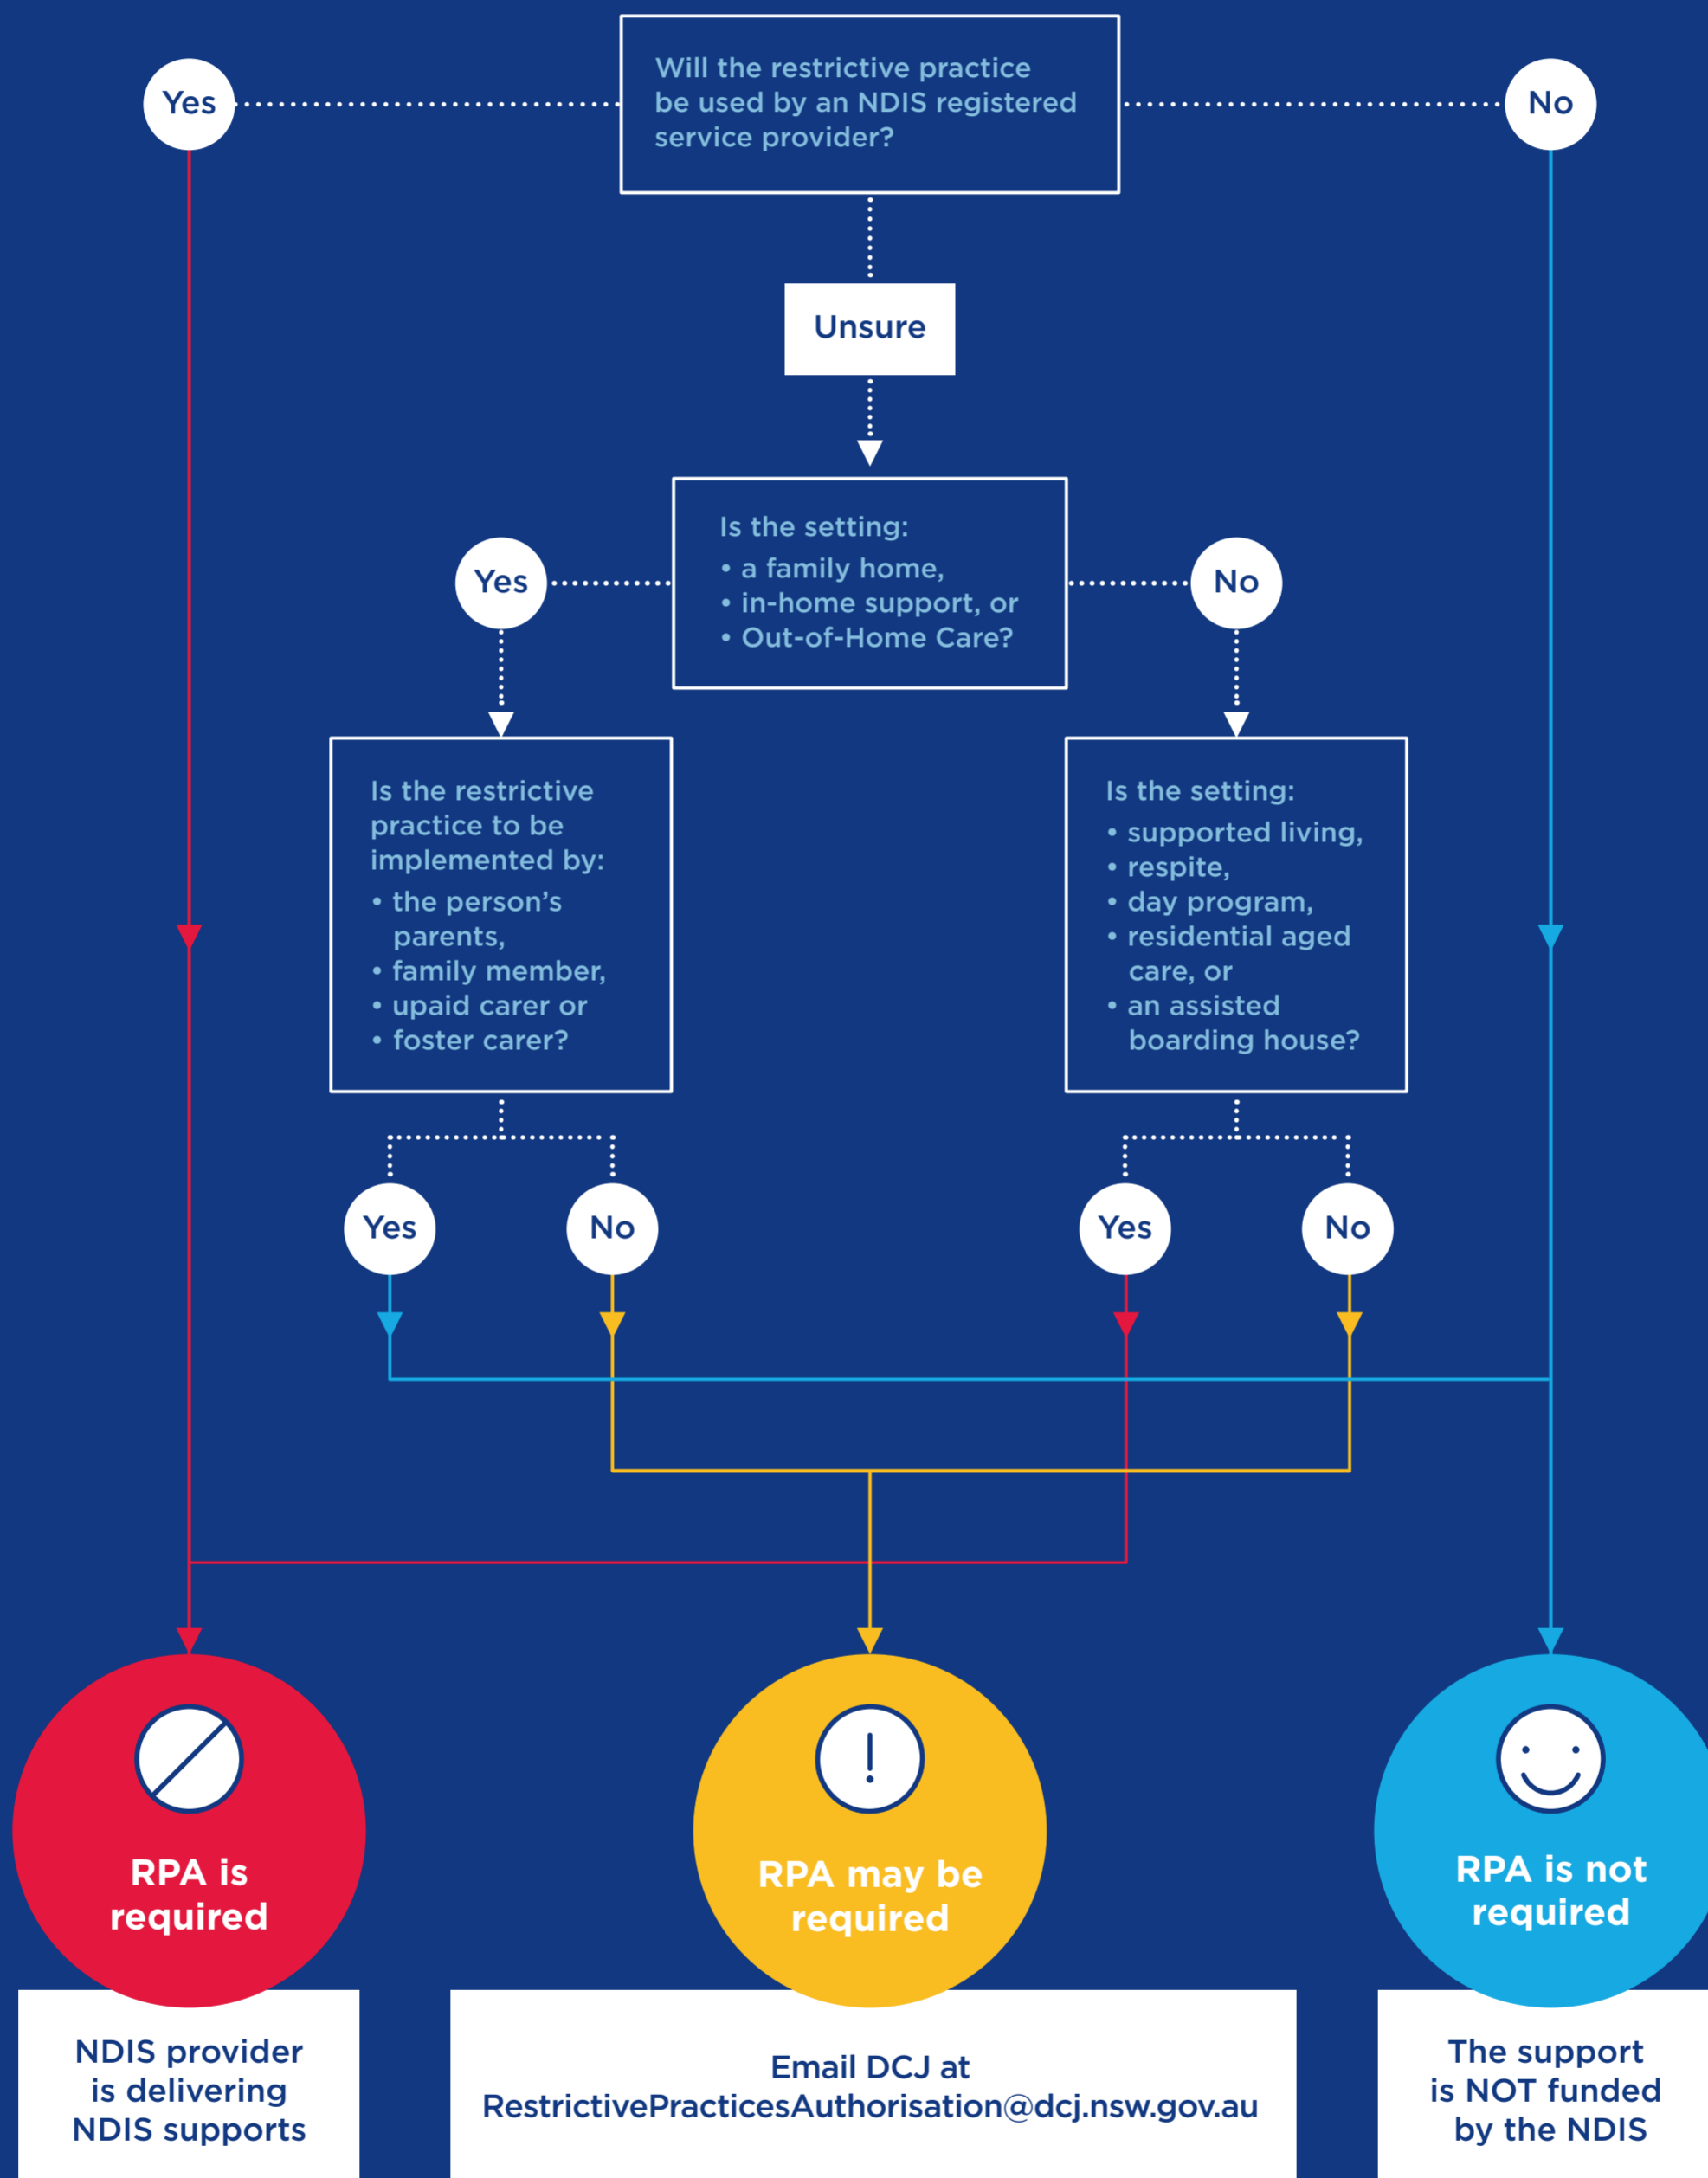 Will the restrictive practice
be used by an NDIS registered
service provider?
Yes
No
Unsure
Is the setting:
• a family home,
• in-home support, or
• Out-of-Home Care?
Yes
No
Is the restrictive
practice to be
implemented by:
• the person’s
parents,
• family member,
• upaid carer or
• foster carer?
Is the setting:
• supported living,
• respite,
• day program,
• residential aged
care, or
• an assisted
boarding house?
Yes
No
Yes
No
RPA is
required
RPA may be
required
RPA is not
required
NDIS provider
is delivering
NDIS supports
Email DCJ at
RestrictivePracticesAuthorisation@dcj.nsw.gov.au
The support
is NOT funded
by the NDIS